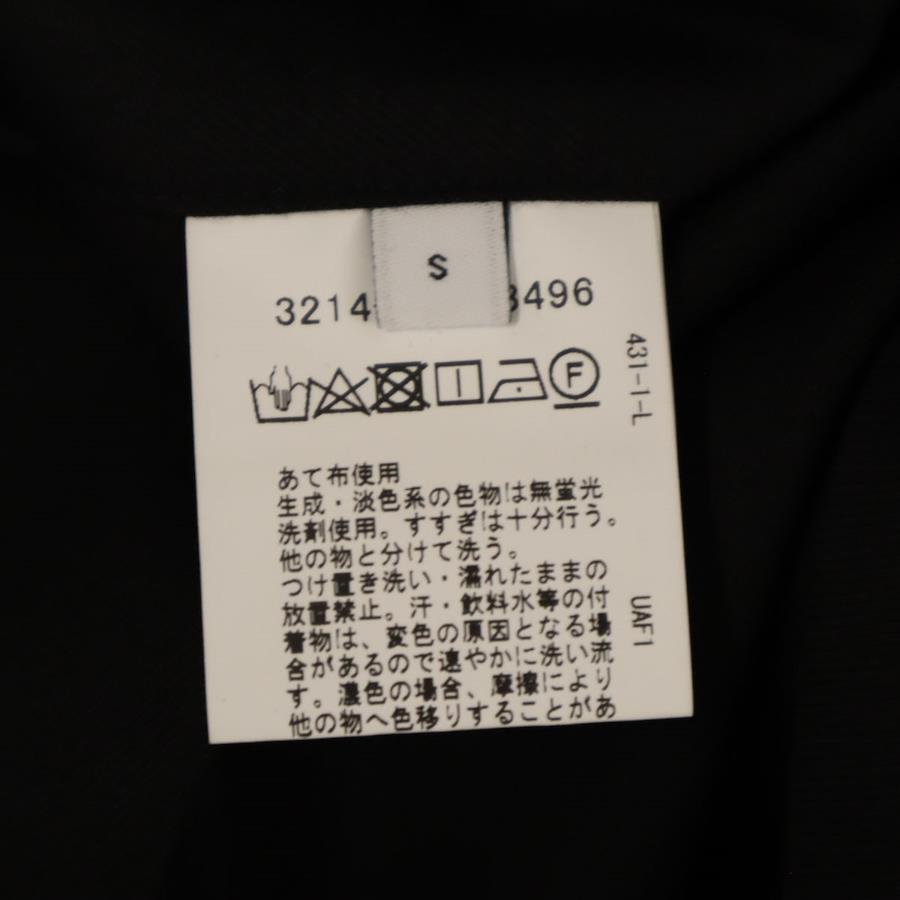 S
3214
3496
F
431-1-L
あて布使用
生成・淡色系の色物は無蛍光
洗剤使用。すすぎは十分行う。
他の物と分けて洗う。
つけ置き洗い・濡れたままの
放置禁止。汗・飲料水等の付
着物は、変色の原因となる場
合があるので速やかに洗い流
す。濃色の場合、摩擦により
他の物へ色移りすることがあ
UAF1